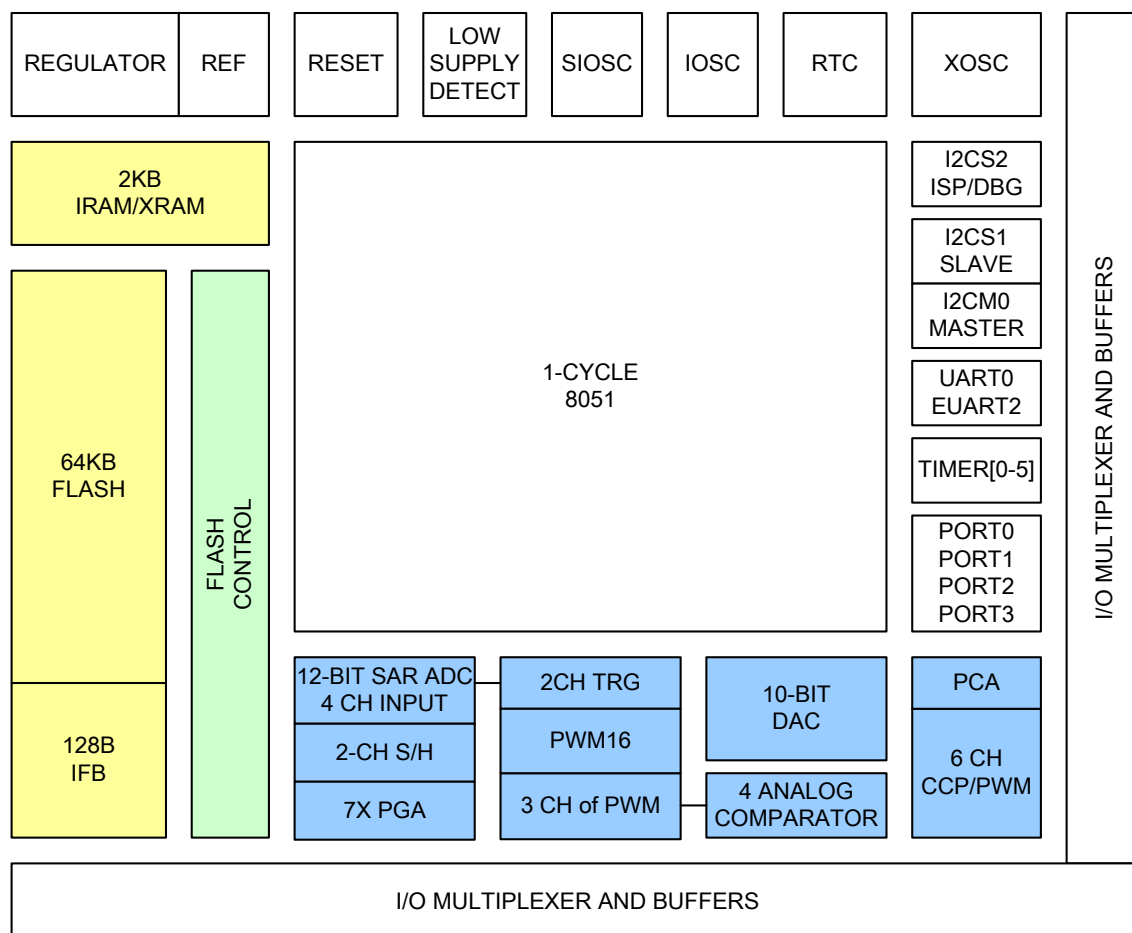 REGULATOR
REF
RESET
LOW
SUPPLY
DETECT
SIOSC
IOSC
RTC
XOSC
2KB
IRAM/XRAM
64KB
FLASH
128B
IFB
FLASH
CONTROL
1-CYCLE
8051
I2CS2
ISP/DBG
I2CS1
SLAVE
I2CM0
MASTER
UART0
EUART2
TIMER[0-5]
PORT0
PORT1
PORT2
PORT3
12-BIT SAR ADC
4 CH INPUT
2-CH S/H
7X PGA
2CH TRG
PWM16
3 CH of PWM
10-BIT
DAC
4 ANALOG
COMPARATOR
PCA
6 CH
CCP/PWM
I/O MULTIPLEXER AND BUFFERS
I/O MULTIPLEXER AND BUFFERS